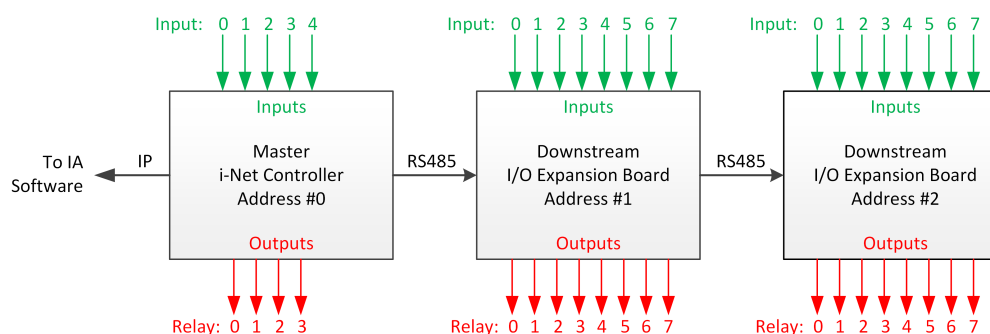 Input: 0 1 2 3 4
Input: 0 1 2 3 4 5 6 7
Input: 0 1 2 3 4 5 6 7
Inputs
Inputs
Inputs
To IA
Software
IP
Master
i-Net Controller
Address #0
RS485
Downstream
I/O Expansion Board
Address #1
RS485
Downstream
I/O Expansion Board
Address #2
Outputs
Outputs
Outputs
Relay: 0 1 2 3
Relay: 0 1 2 3 4 5 6 7
Relay: 0 1 2 3 4 5 6 7